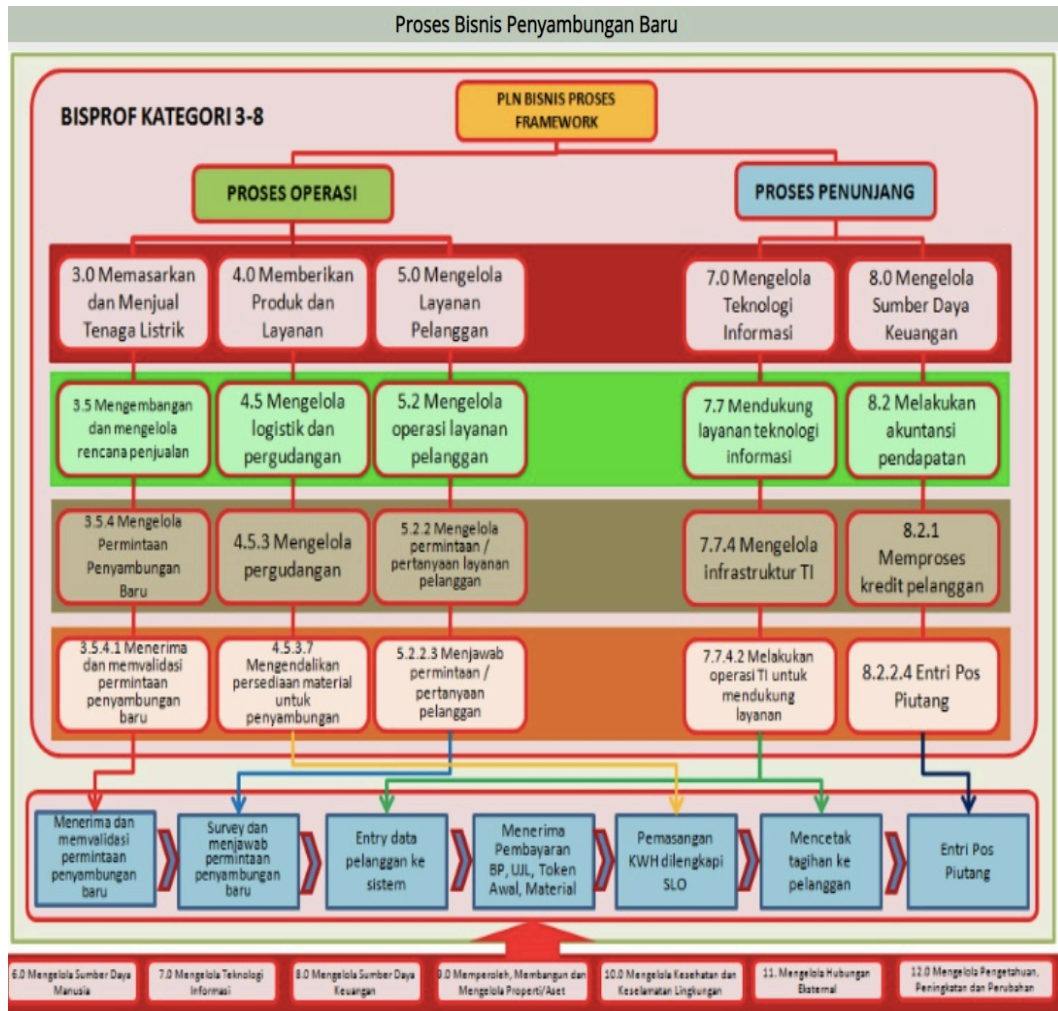 Proses Bisnis Penyambungan Baru
BISPROF KATEGORI 3-8
PLN BISNIS PROSES
FRAMEWORK
PROSES OPERASI
PROSES PENUNJANG
3.0 Memasarkan
dan Menjual
Tenaga Listrik
4.0 Memberikan
Produk dan
Layanan
5.0 Mengelola
Layanan
Pelanggan
7.0 Mengelola
Teknologi
Informasi
8.0 Mengelola
Sumber Daya
Keuangan
3.5 Mengembangan
dan mengelola
rencana penjualan
4.5 Mengelola
logistik dan
pergudangan
5.2 Mengelola
operasi layanan
pelanggan
7.7 Mendukung
layanan teknologi
informasi
8.2 Melakukan
akuntansi
pendapatan
3.5.4 Mengelola
Permintaan
Penyambungan
Baru
4.5.3 Mengelola
pergudangan
5.2.2 Mengelola
permintaan /
pertanyaan layanan
pelanggan
7.7.4 Mengelola
infrastruktur TI
8.2.1
Memproses
kredit pelanggan
3.5.4.1 Menerima
dan memvalidasi
permintaan
penyambungan
baru
4.5.3.7
Mengendalikan
persediaan material
untuk
penyambungan
5.2.2.3 Menjawab
permintaan /
pertanyaan
pelanggan
7.7.4.2 Melakukan
operasi TI untuk
mendukung
layanan
8.2.2.4 Entri Pos
Piutang
Menerima dan
memvalidasi
permintaan
penyambungan
baru
Survey dan
menjawab
permintaan
penyambungan
baru
Entry data
pelanggan ke
sistem
Menerima
Pembayaran
BP, UJL, Token
Awal, Material
Pemasangan
KWH dilengkapi
SLO
Mencetak
tagihan ke
pelanggan
Entri Pos
Piutang
6.0 Mengelola Sumber Daya
Manusia
7.0 Mengelola Teknologi
Informasi
8.0 Mengelola Sumber Daya
Keuangan
9.0 Memperoleh, Membangun dan
Mengelola Properti/Aset
10.0 Mengelola Kesehatan dan
Keselamatan Lingkungan
11. Mengelola Hubungan
Eksternal
12.0 Mengelola Pengetahuan,
Peningkatan dan Perubahan